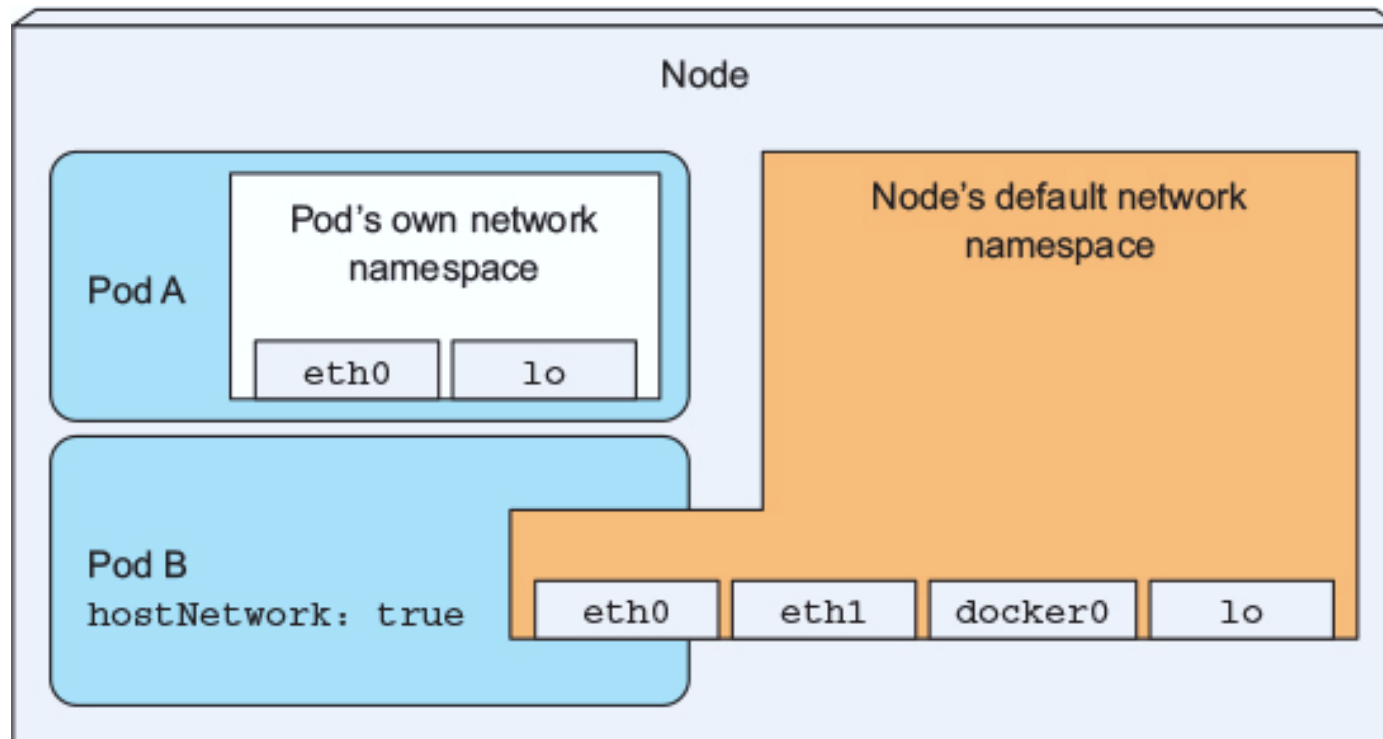 Node
Pod's own network
namespace
Pod A
eth0
lo
Node's default network
namespace
Pod B
hostNetwork: true
eth0
eth1
docker0
lo